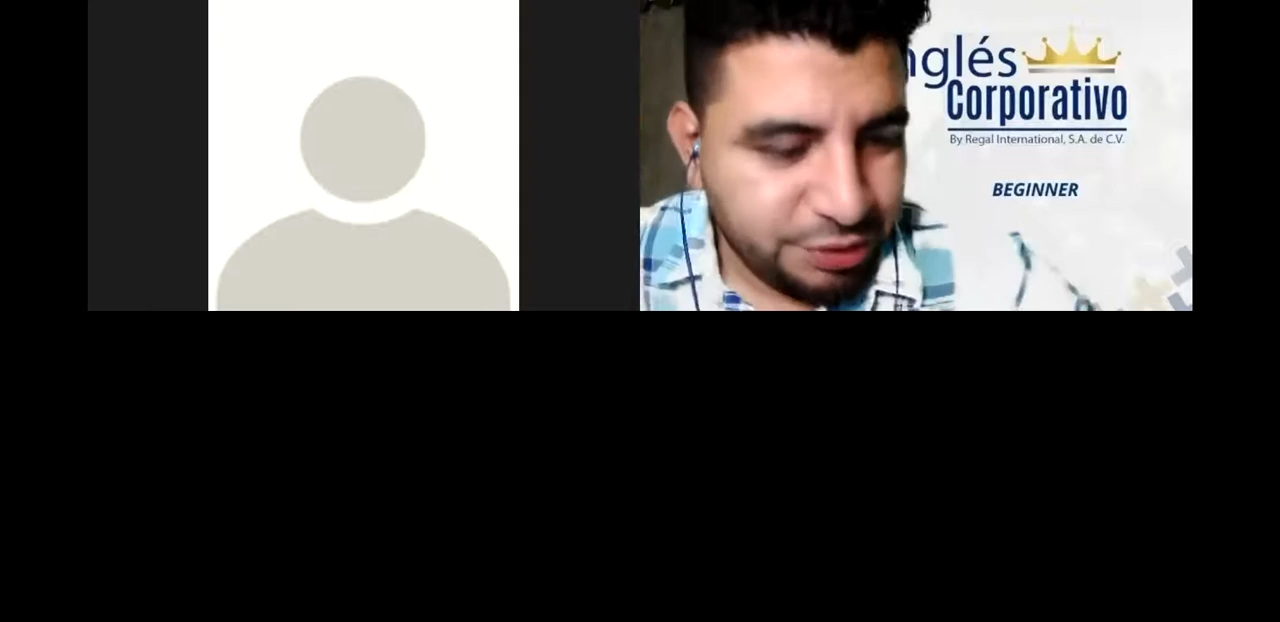 nglés
Corporativo
By Regal International, S.A. de C.V.
BEGINNER